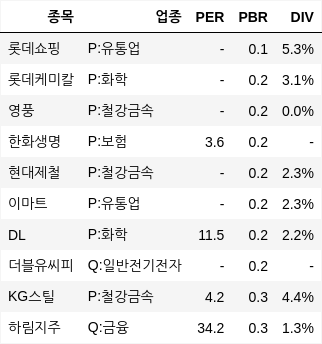 종목 업종 PER PBR DIV
롯데쇼핑 P:유통업 - 0.1 5.3%
롯데케미칼 P:화학 - 0.2 3.1%
영풍 P:철강금속 - 0.2 0.0%
한화생명 P:보험 3.6 0.2 -
현대제철 P:철강금속 - 0.2 2.3%
이마트 P:유통업 - 0.2 2.3%
DL P:화학 11.5 0.2 2.2%
더블유씨피 Q:일반전기전자 - 0.2 -
KG스틸 P:철강금속 4.2 0.3 4.4%
하림지주 Q:금융 34.2 0.3 1.3%